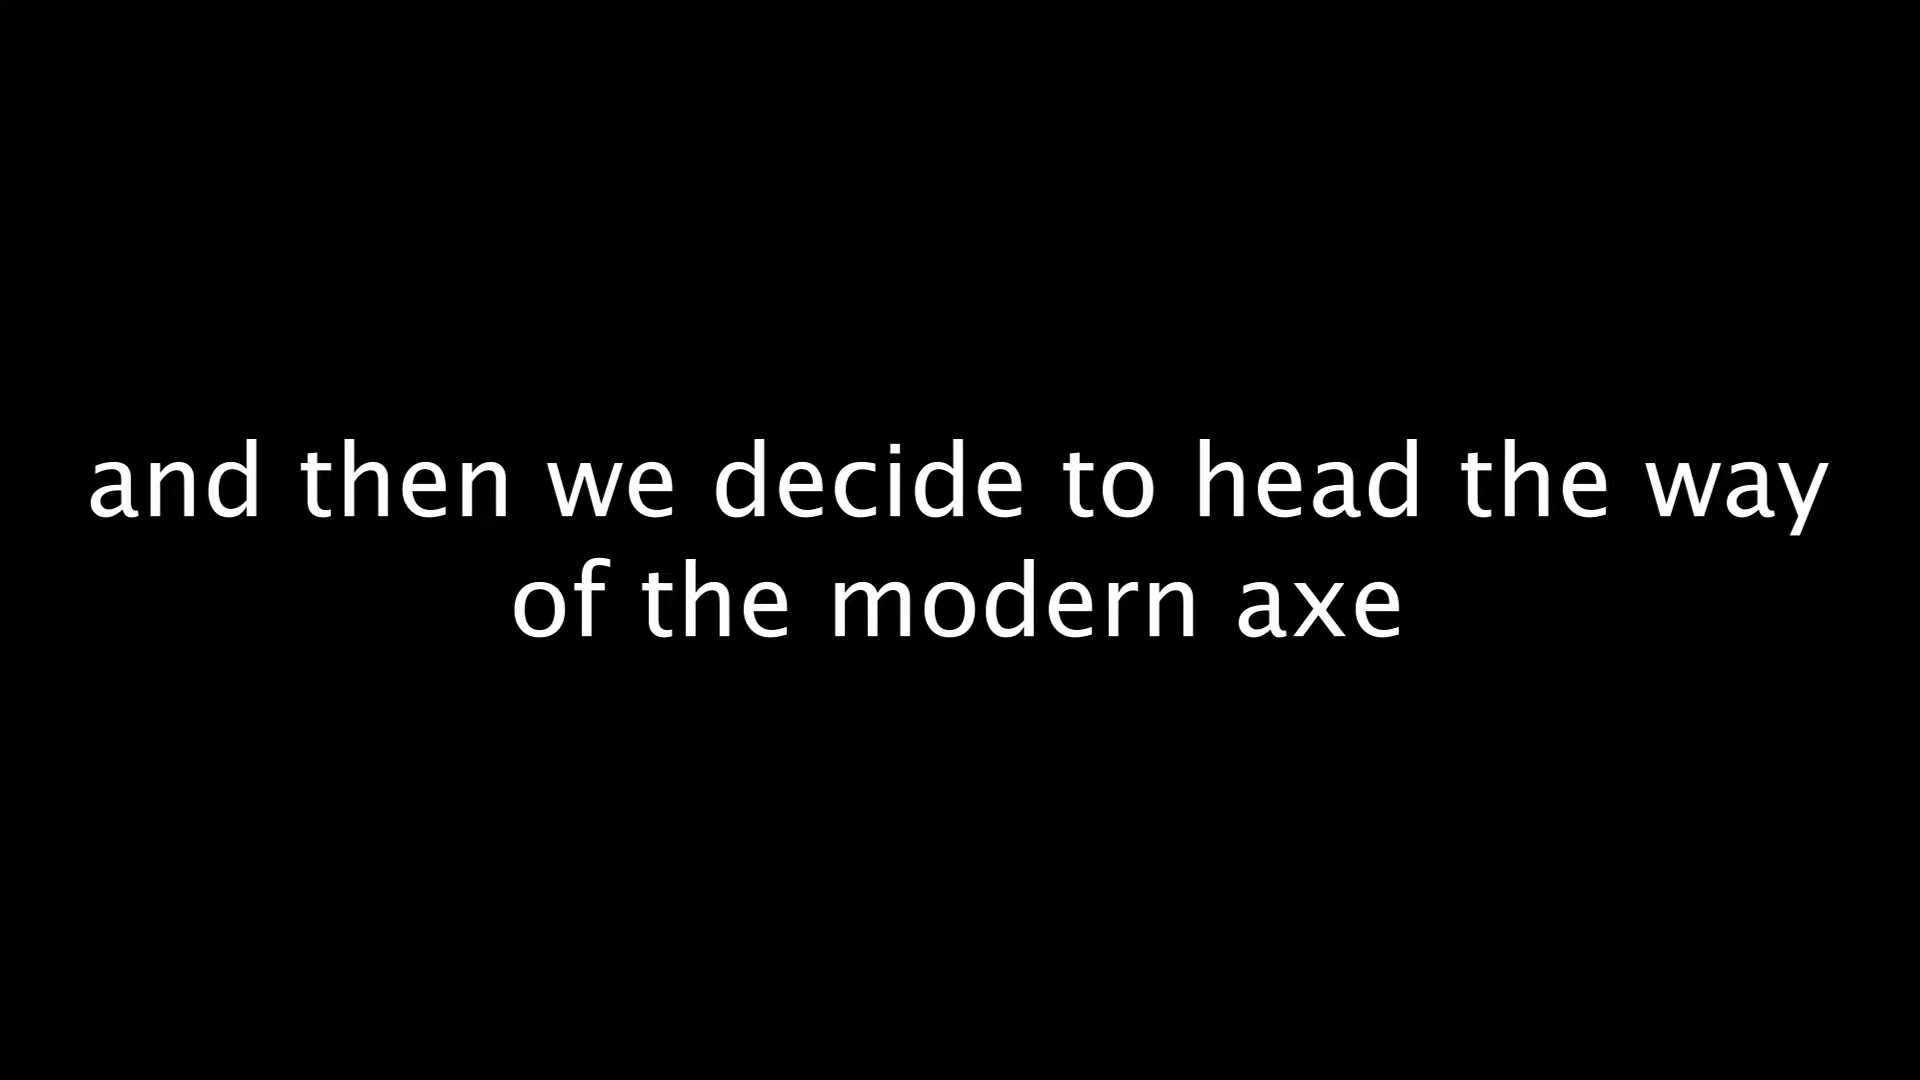 and then we decide to head the way
of the modern axe